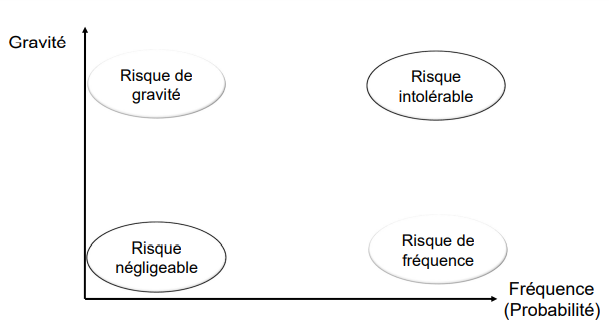 Gravité
Risque de
gravité
Risque
intolérable
Risque
négligeable
Risque de
fréquence
Fréquence
(Probabilité)